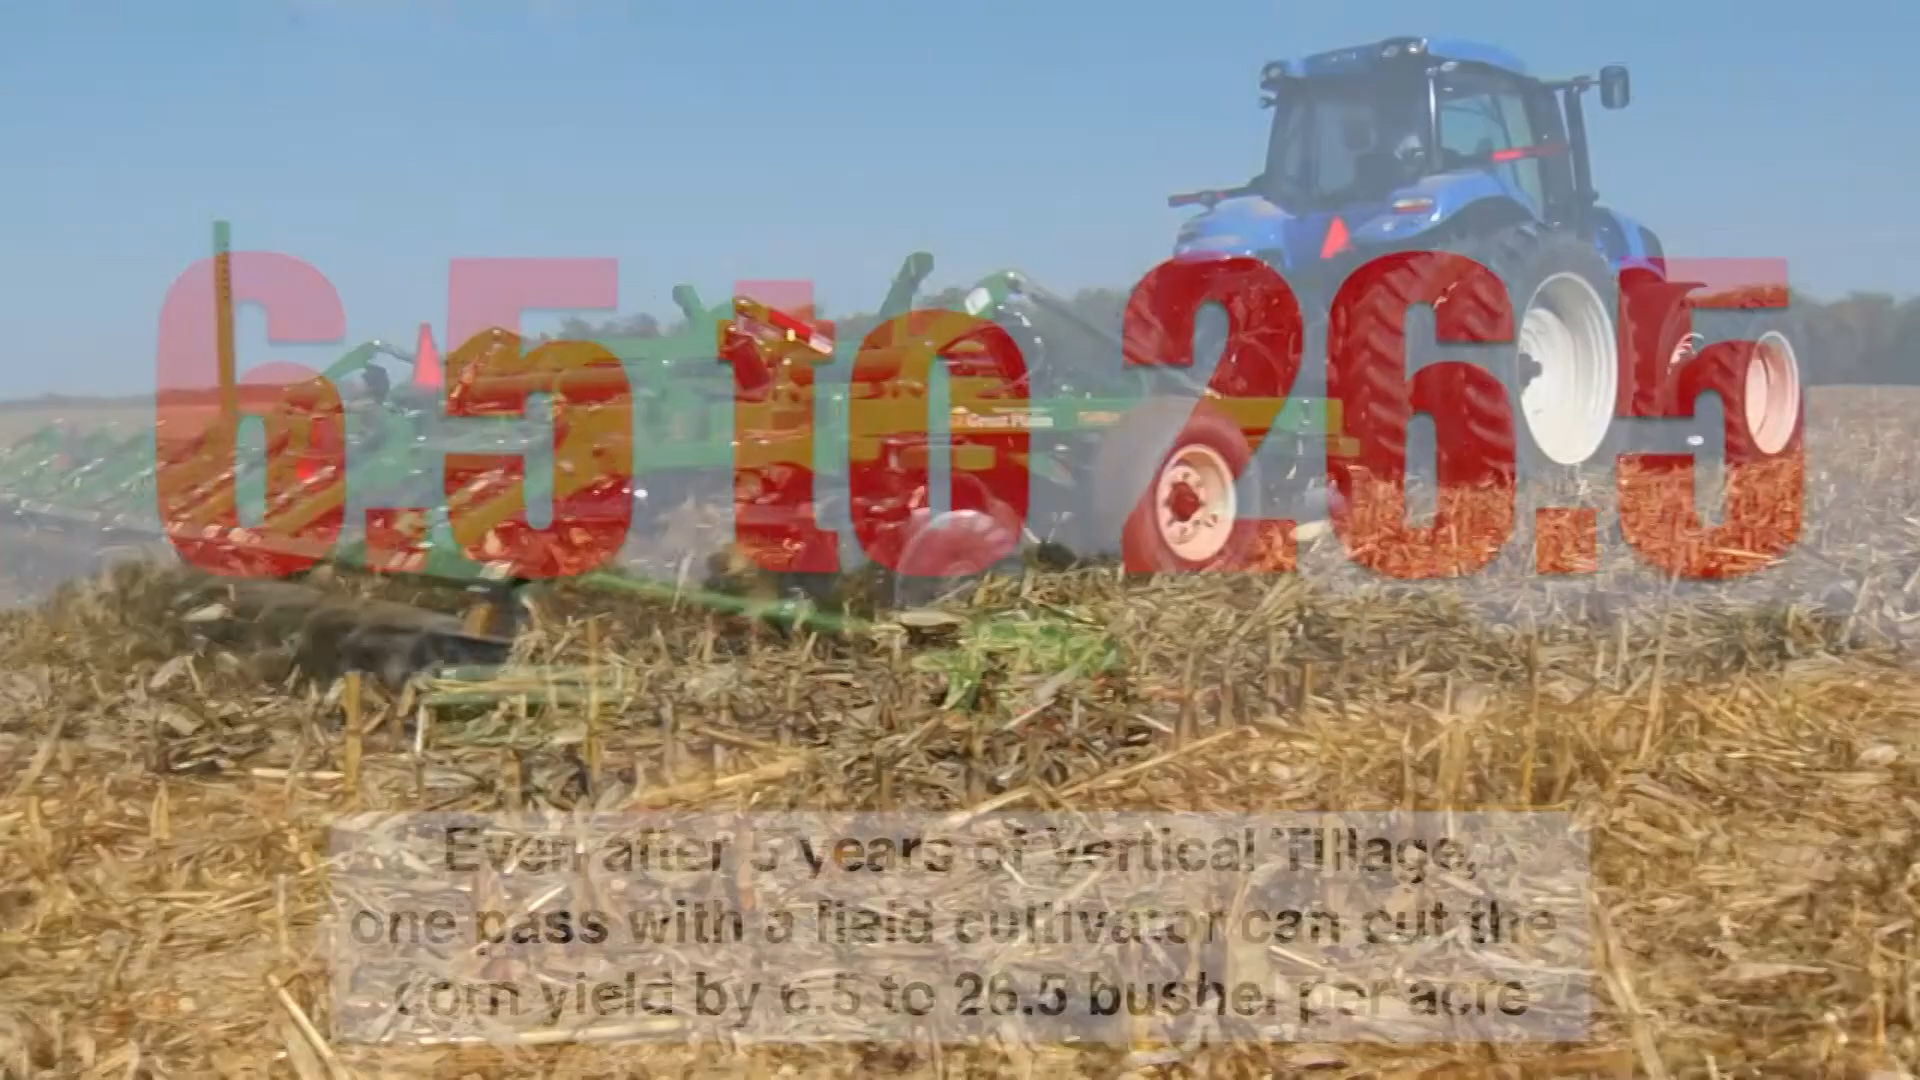 6.5 to 26.5
Great Plains
Even after 5 years of Vertical Tillage,
one pass with a field cultivator can cut the
corn yield by 6.5 to 26.5 bushel per acre